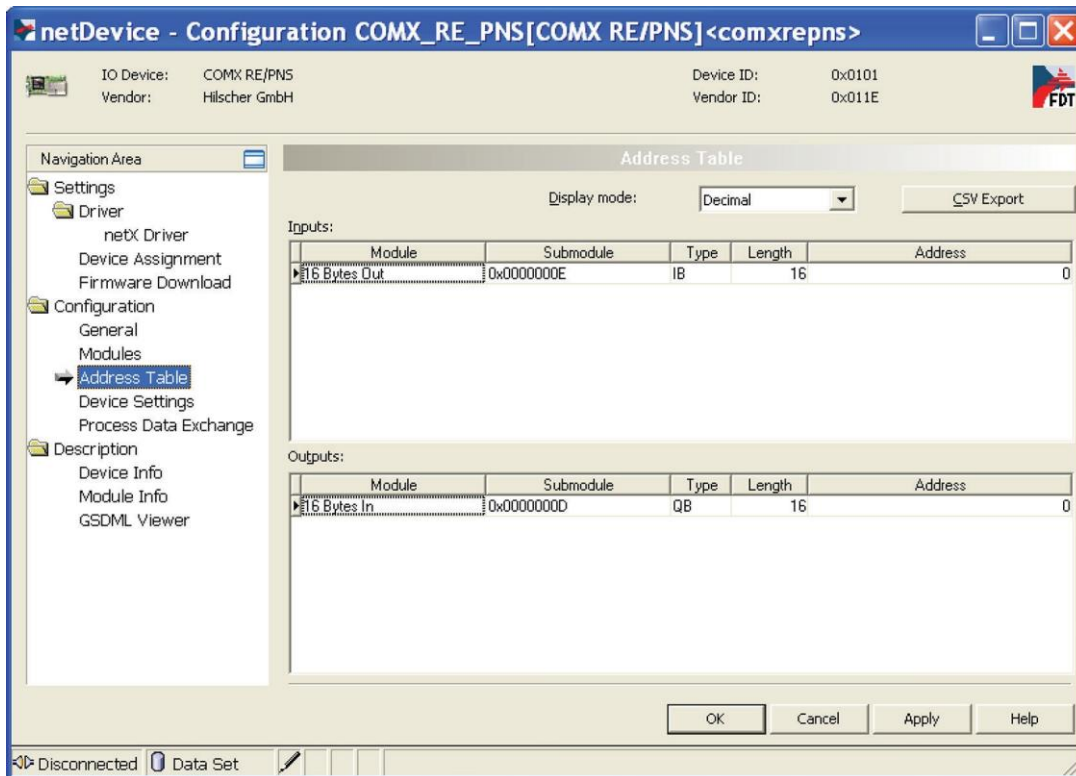 netDevice - Configuration COMX_RE_PNS[COMX RE/PNS]<comxrepns>
IO Device: COMX RE/PNS Device ID: 0x0101
Vendor: Hilscher GmbH Vendor ID: 0x011E
FDT
Navigation Area
Settings
Driver
netX Driver
Device Assignment
Firmware Download
Configuration
General
Modules
Address Table
Device Settings
Process Data Exchange
Description
Device Info
Module Info
GSDML Viewer
Address Table
Display mode: Decimal CSV Export
Inputs:
Module Submodule Type Length Address
16 Bytes Out 0x0000000E IB 16 0
Outputs:
Module Submodule Type Length Address
16 Bytes In 0x0000000D QB 16 0
OK Cancel Apply Help
Disconnected Data Set